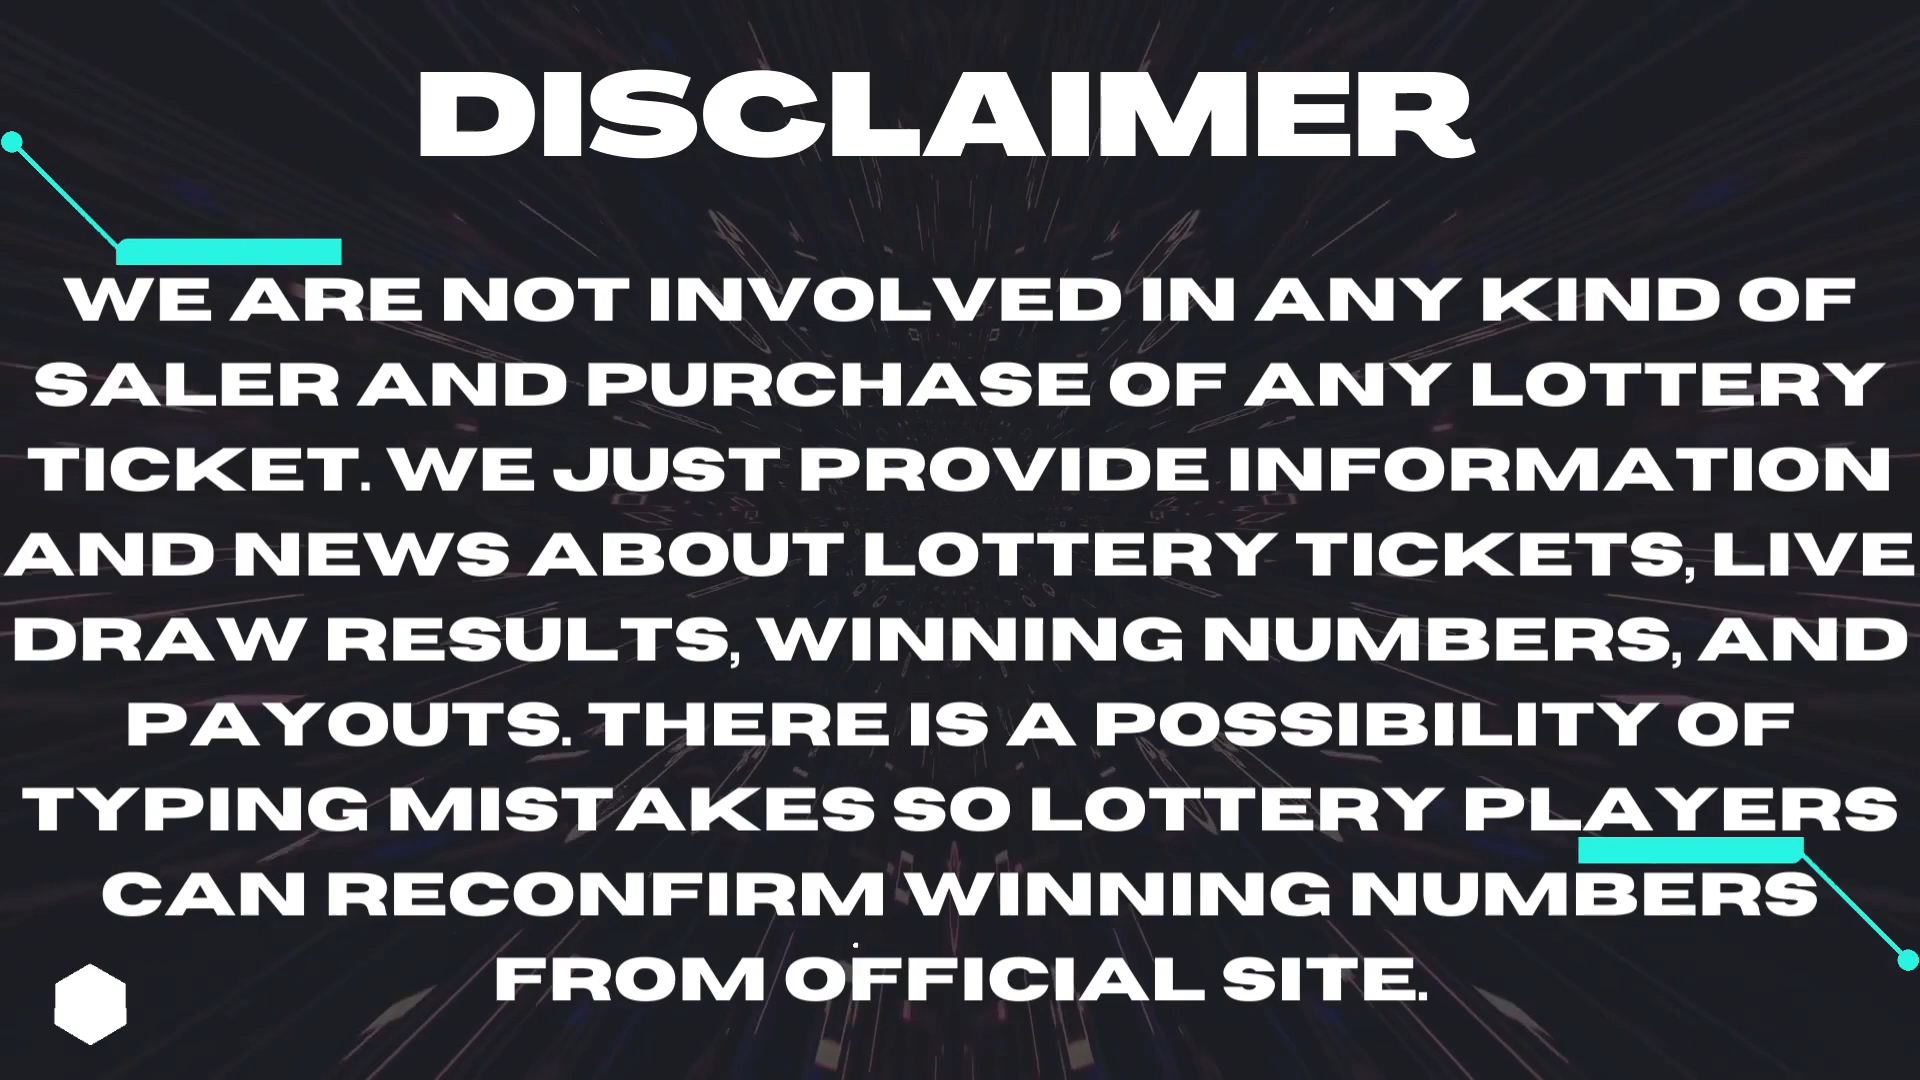 DISCLAIMER
WE ARE NOT INVOLVED IN ANY KIND OF
SALER AND PURCHASE OF ANY LOTTERY
TICKET. WE JUST PROVIDE INFORMATION
AND NEWS ABOUT LOTTERY TICKETS, LIVE
DRAW RESULTS, WINNING NUMBERS, AND
PAYOUTS. THERE IS A POSSIBILITY OF
TYPING MISTAKES SO LOTTERY PLAYERS
CAN RECONFIRM WINNING NUMBERS
FROM OFFICIAL SITE.